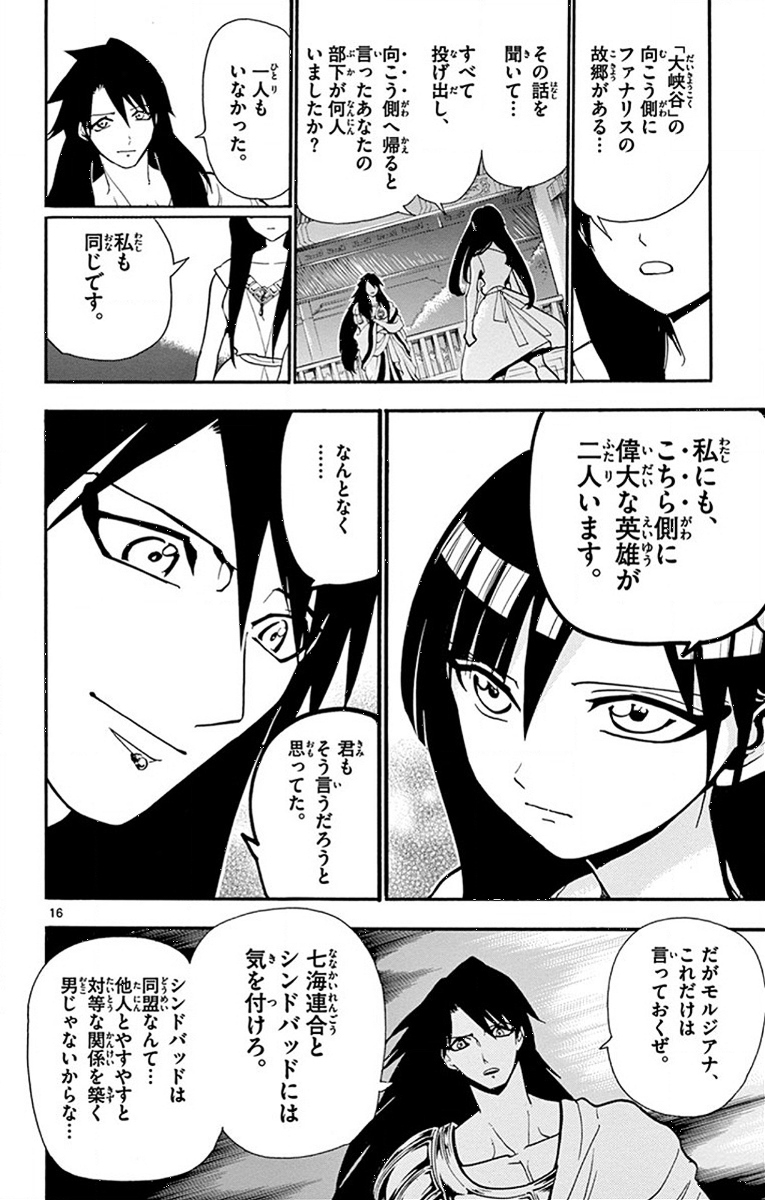 「大峡谷」の
向こう側に
ファナリスの
故郷がある…
その話を
聞いて…
すべて
投げ出し、
向こう側へ帰ると
言ったあなたの
部下が何人
いましたか?
一人も
いなかった。
私も
同じです。
私にも、
こちら側に
偉大な英雄が
二人います。
なんとなく
……
君も
そう言うだろうと
思ってた。
16
だがモルジアナ、
これだけは
言っておくぜ。
七海連合と
シンドバッドには
気を付けろ。
シンドバッドは
同盟なんて…
他人とやすやすと
対等な関係を築く
男じゃないからな…